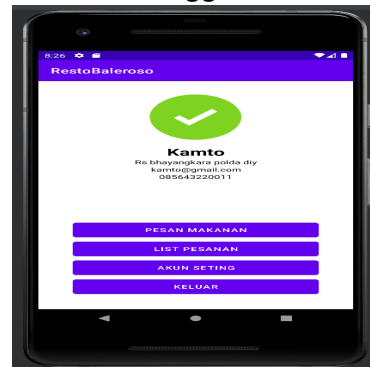 8:26
RestoBaleroso
Kamto
Rs bhayangkara polda diy
kamto@gmail.com
085643220011
PESAN MAKANAN
LIST PESANAN
AKUN SETING
KELUAR